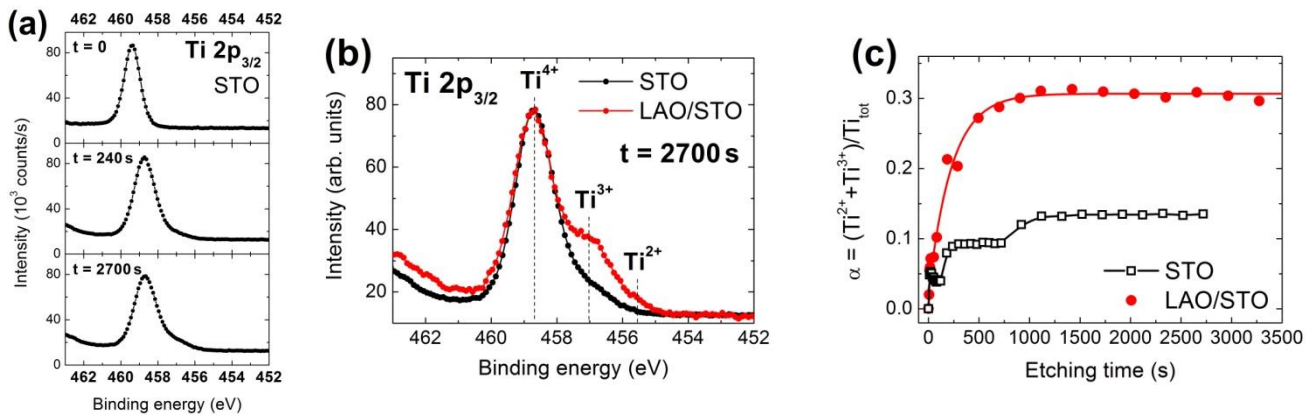 (a)
462 460 458 456 454 452
t = 0
Ti 2p3/2
STO
80
40
0
t = 240 s
80
40
0
t = 2700 s
80
40
0
Intensity (10³ counts/s)
462 460 458 456 454 452
Binding energy (eV)
(b)
Ti 2p3/2
Ti4+
STO
LAO/STO
t = 2700 s
Ti3+
Ti2+
80
60
40
20
Intensity (arb. units)
462 460 458 456 454 452
Binding energy (eV)
(c)
0.3
0.2
0.1
0.0
α = (Ti2++Ti3+)/Titot
STO
LAO/STO
0 500 1000 1500 2000 2500 3000 3500
Etching time (s)